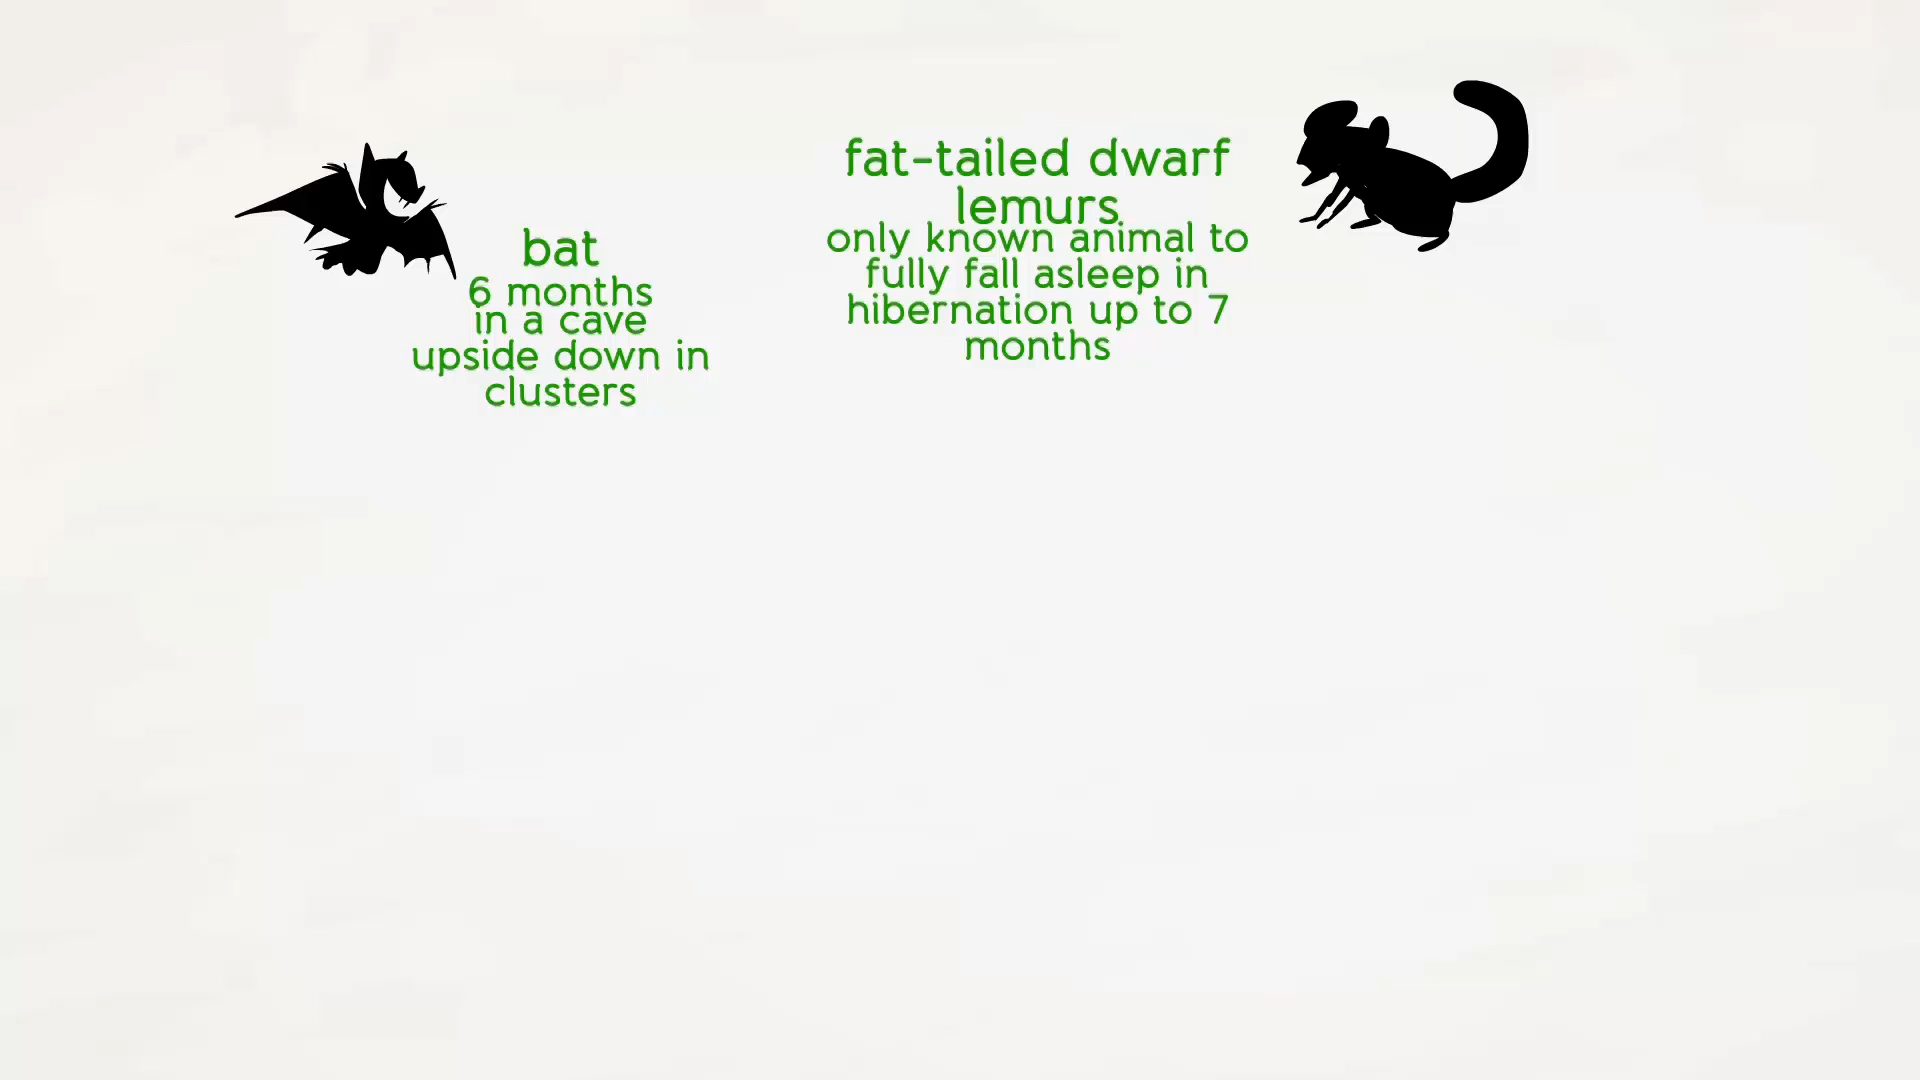 bat
6 months
in a cave
upside down in
clusters
fat-tailed dwarf
lemurs
only known animal to
fully fall asleep in
hibernation up to 7
months